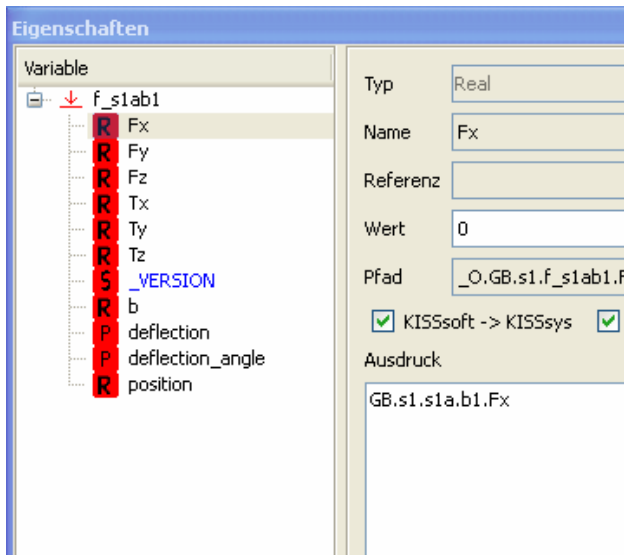 Eigenschaften
Variable
f_s1ab1
R Fx
R Fy
R Fz
R Tx
R Ty
R Tz
S _VERSION
R b
P deflection
P deflection_angle
R position
Typ Real
Name Fx
Referenz
Wert 0
Pfad _O.GB.s1.f_s1ab1.F
KISSsoft -> KISSsys
Ausdruck
GB.s1.s1a.b1.Fx